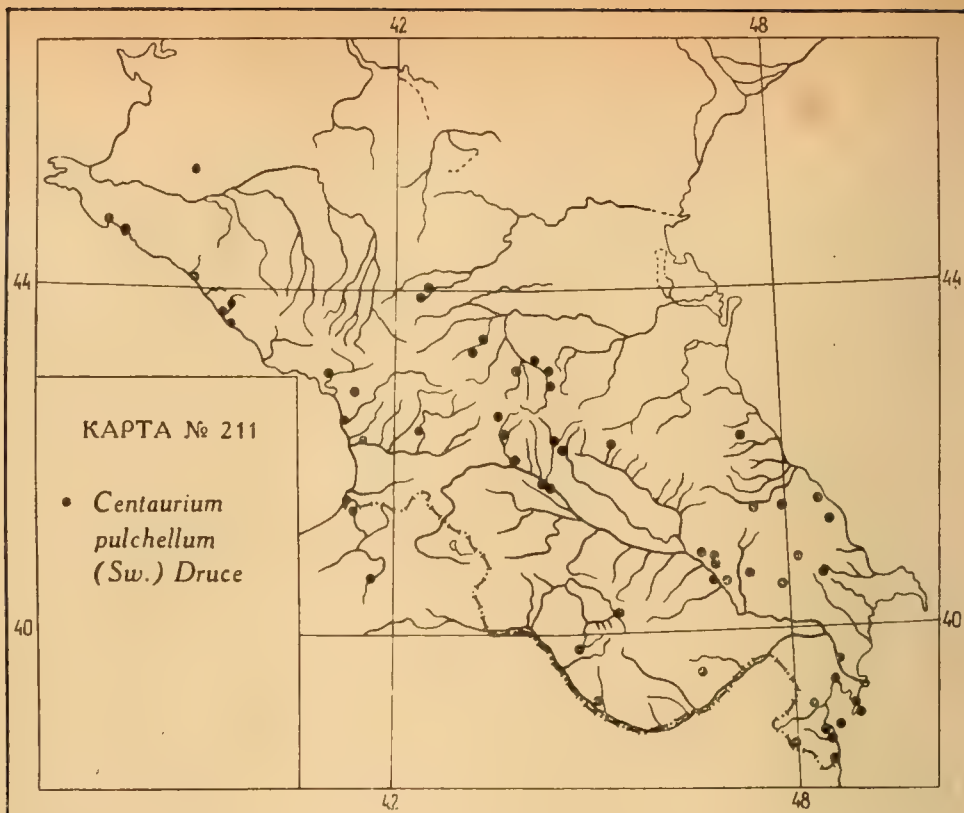 42 48
44 44
КАРТА № 211
Centaurium
pulchellum
(Sw.) Druce
40 40
42 48